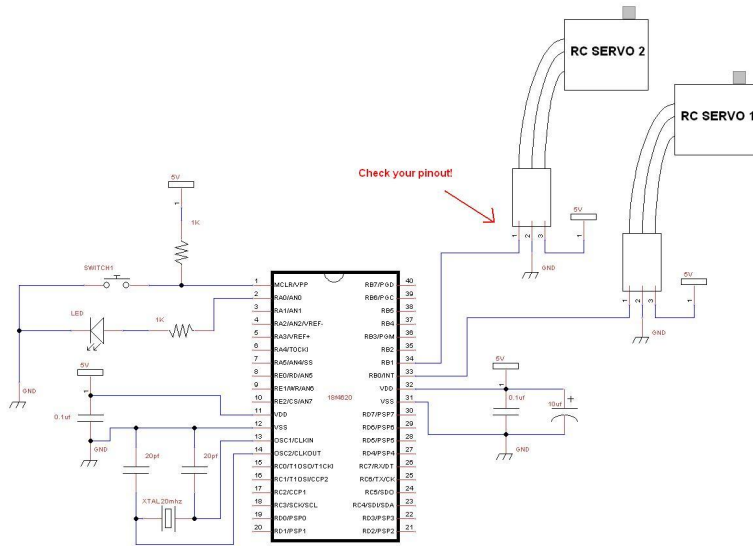 RC SERVO 2
RC SERVO 1
Check your pinout!
5V
1
1K
SWITCH1
LED
1K
GND
5V
1
0.1uf
GND
20pf
20pf
XTAL20mhz
1 MCLR/VPP
2 RA0/AN0
3 RA1/AN1
4 RA2/AN2/VREF-
5 RA3/VREF+
6 RA4/TOCKI
7 RA5/AN4/SS
8 RE0/RD/AN5
9 RE1/WR/AN6
10 RE2/CS/AN7
11 VDD
12 VSS
13 OSC1/CLKIN
14 OSC2/CLKOUT
15 RC0/T1OSO/T1CKI
16 RC1/T1OSI/CCP2
17 RC2/CCP1
18 RC3/SCK/SCL
19 RD0/PSP0
20 RD1/PSP1
RB7/PGD 40
RB6/PGC 39
RB5 38
RB4 37
RB3/PGM 36
RB2 35
RB1 34
RB0/INT 33
VDD 32
VSS 31
RD7/PSP7 30
RD6/PSP6 29
RD5/PSP5 28
RD4/PSP4 27
RC7/RX/DT 26
RC6/TX/CK 25
RC5/SDO 24
RC4/SDI/SDA 23
RD3/PSP3 22
RD2/PSP2 21
1 2 3
5V
1
GND
1 2 3
5V
1
GND
5V
1
0.1uf
+
10uf
GND